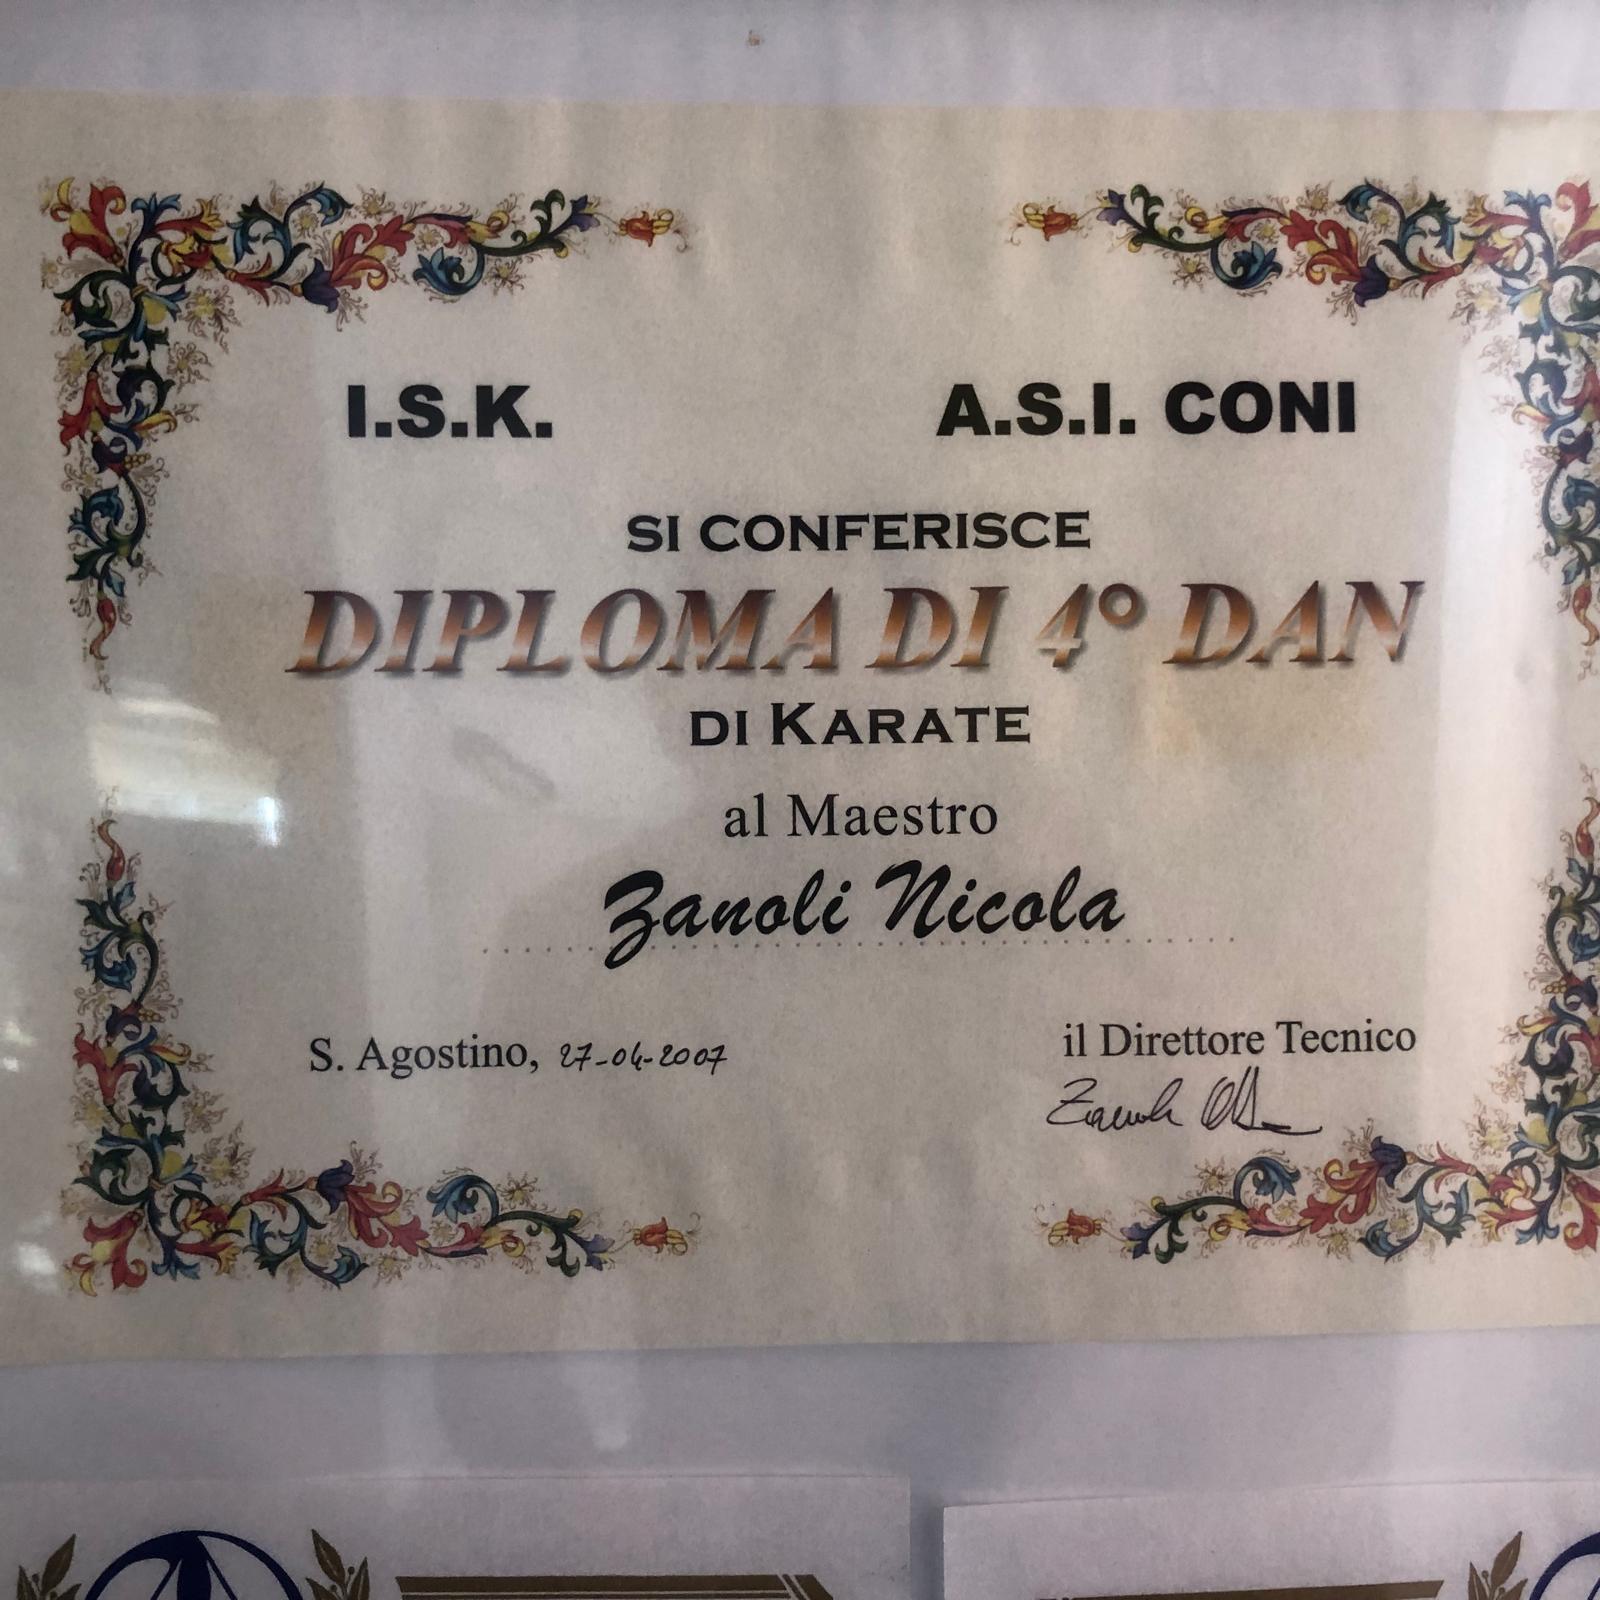 I.S.K. A.S.I. CONI
SI CONFERISCE
DIPLOMA DI 4° DAN
DI KARATE
al Maestro
Zanoli Nicola
S. Agostino, 27-04-2007
il Direttore Tecnico